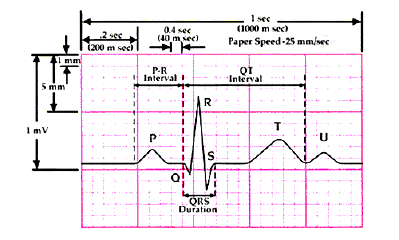 1 sec
(1000 m sec)
.2 sec
(200 m sec)
0.4 sec
(40 m sec)
Paper Speed-25 mm/sec
1 mm
5 mm
1 mV
P-R
Interval
QT
Interval
R
P
T
U
S
Q
QRS
Duration